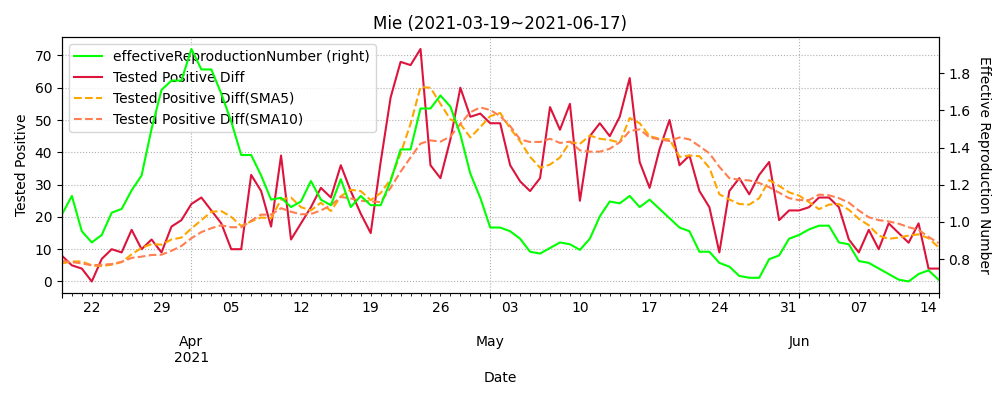 Mie (2021-03-19~2021-06-17)
effectiveReproductionNumber (right)
Tested Positive Diff
Tested Positive Diff(SMA5)
Tested Positive Diff(SMA10)
Tested Positive
70
60
50
40
30
20
10
0
Effective Reproduction Number
1.8
1.6
1.4
1.2
1.0
0.8
22 29 05 12 19 26 03 10 17 24 31 07 14
Apr May Jun
2021
Date